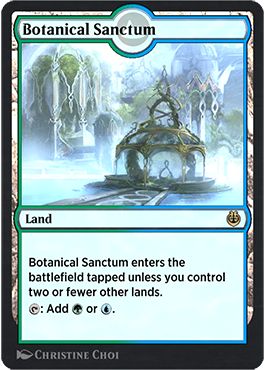 Botanical Sanctum
Land
Botanical Sanctum enters the
battlefield tapped unless you control
two or fewer other lands.
: Add or .
Christine Choi